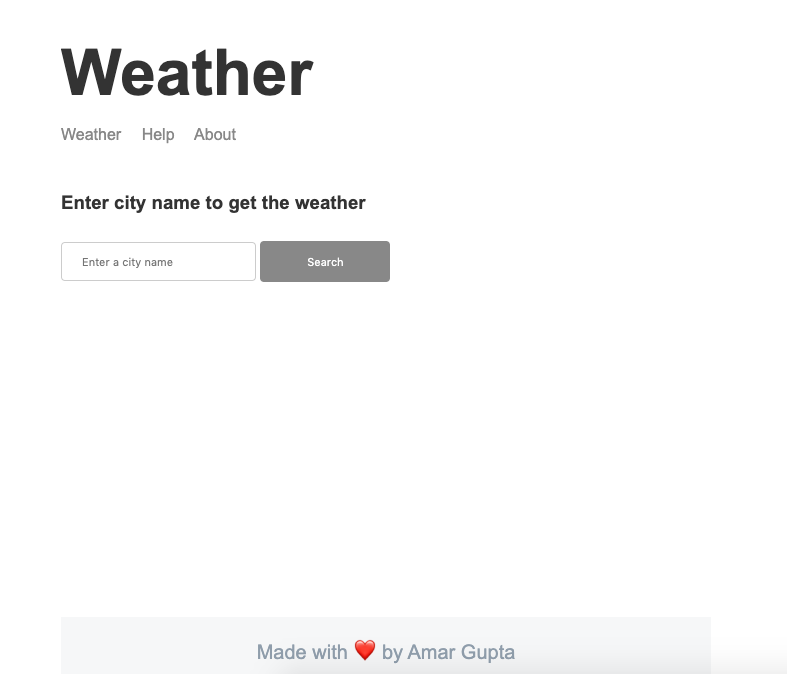 Weather
Weather Help About
Enter city name to get the weather
Enter a city name Search
Made with ❤️ by Amar Gupta